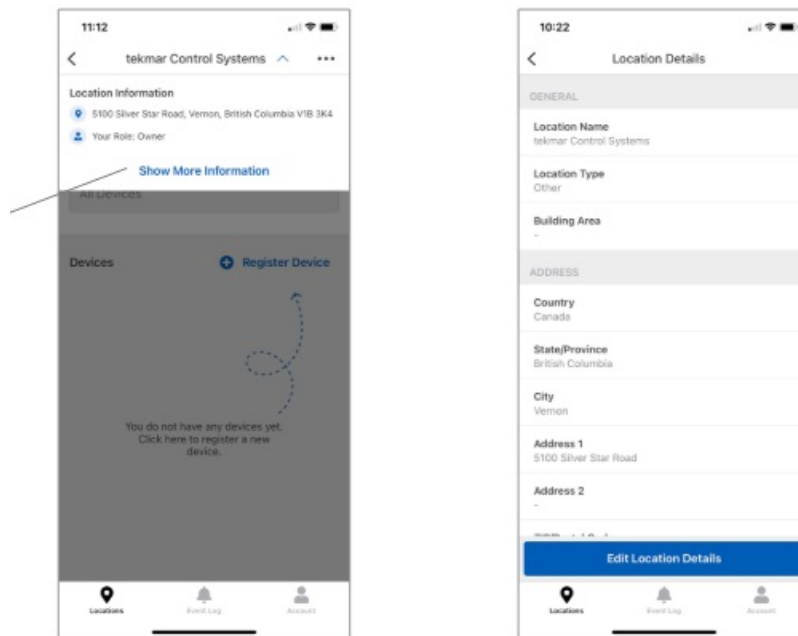 11:12
tekmar Control Systems
Location Information
5100 Silver Star Road, Vernon, British Columbia V1B 3K4
Your Role: Owner
Show More Information
All Devices
Devices
Register Device
You do not have any devices yet.
Click here to register a new
device.
Locations
Event Log
Account
10:22
Location Details
GENERAL
Location Name
tekmar Control Systems
Location Type
Other
Building Area
-
ADDRESS
Country
Canada
State/Province
British Columbia
City
Vernon
Address 1
5100 Silver Star Road
Address 2
-
Edit Location Details
Locations
Event Log
Account